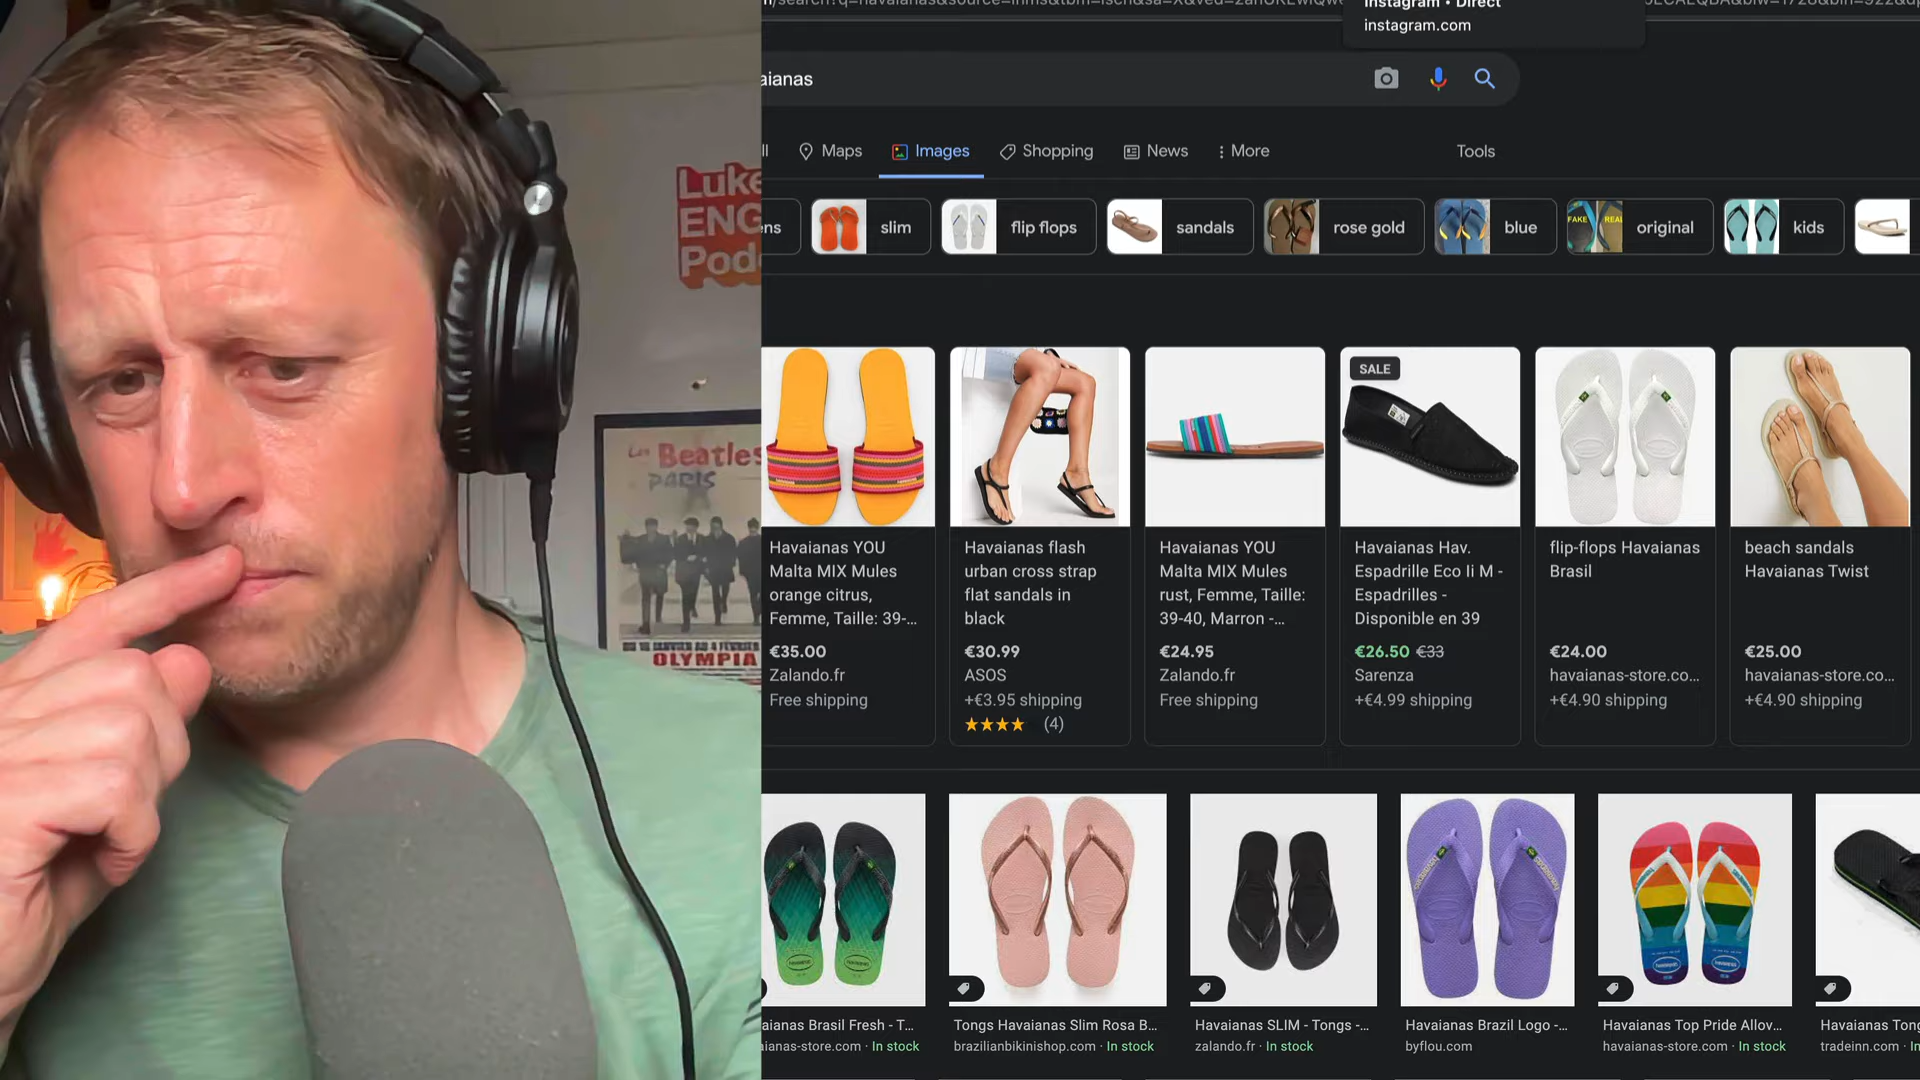 Instagram • Direct
instagram.com
aianas
Maps
Images
Shopping
News
More
Tools
slim
flip flops
sandals
rose gold
blue
FAKE
REAL
original
kids
Luke
ENG
Pod
Les Beatles
PARIS
OLYMPIA
SALE
Havaianas YOU
Malta MIX Mules
orange citrus,
Femme, Taille: 39-...
€35.00
Zalando.fr
Free shipping
Havaianas flash
urban cross strap
flat sandals in
black
€30.99
ASOS
+€3.95 shipping
(4)
Havaianas YOU
Malta MIX Mules
rust, Femme, Taille:
39-40, Marron -...
€24.95
Zalando.fr
Free shipping
Havaianas Hav.
Espadrille Eco Ii M -
Espadrilles -
Disponible en 39
€26.50 €33
Sarenza
+€4.99 shipping
flip-flops Havaianas
Brasil
€24.00
havaianas-store.co...
+€4.90 shipping
beach sandals
Havaianas Twist
€25.00
havaianas-store.co...
+€4.90 shipping
aianas Brasil Fresh - T...
ianas-store.com · In stock
Tongs Havaianas Slim Rosa B...
brazilianbikinishop.com · In stock
Havaianas SLIM - Tongs -...
zalando.fr · In stock
Havaianas Brazil Logo -...
byflou.com
Havaianas Top Pride Allov...
havaianas-store.com · In stock
Havaianas Tong
tradeinn.com · In